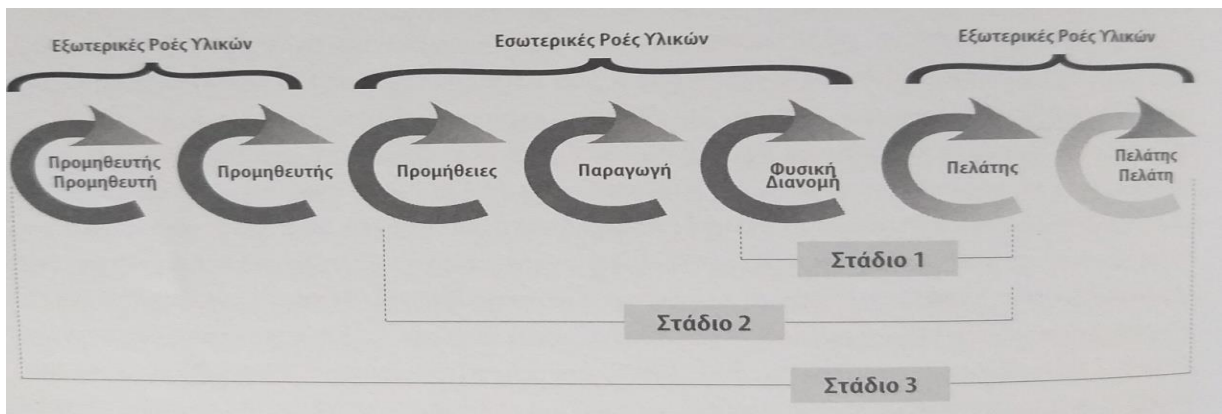 Εξωτερικές Ροές Υλικών
Εσωτερικές Ροές Υλικών
Εξωτερικές Ροές Υλικών
Προμηθευτής
Προμηθευτή
Προμηθευτής
Προμήθειες
Παραγωγή
Φυσική
Διανομή
Πελάτης
Πελάτης
Πελάτη
Στάδιο 1
Στάδιο 2
Στάδιο 3